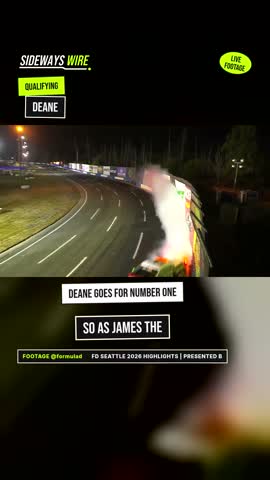 SIDEWAYS WIRE.
LIVE
FOOTAGE
QUALIFYING
DEANE
DEANE GOES FOR NUMBER ONE
SO AS JAMES THE
FOOTAGE @formulad FD SEATTLE 2026 HIGHLIGHTS | PRESENTED B